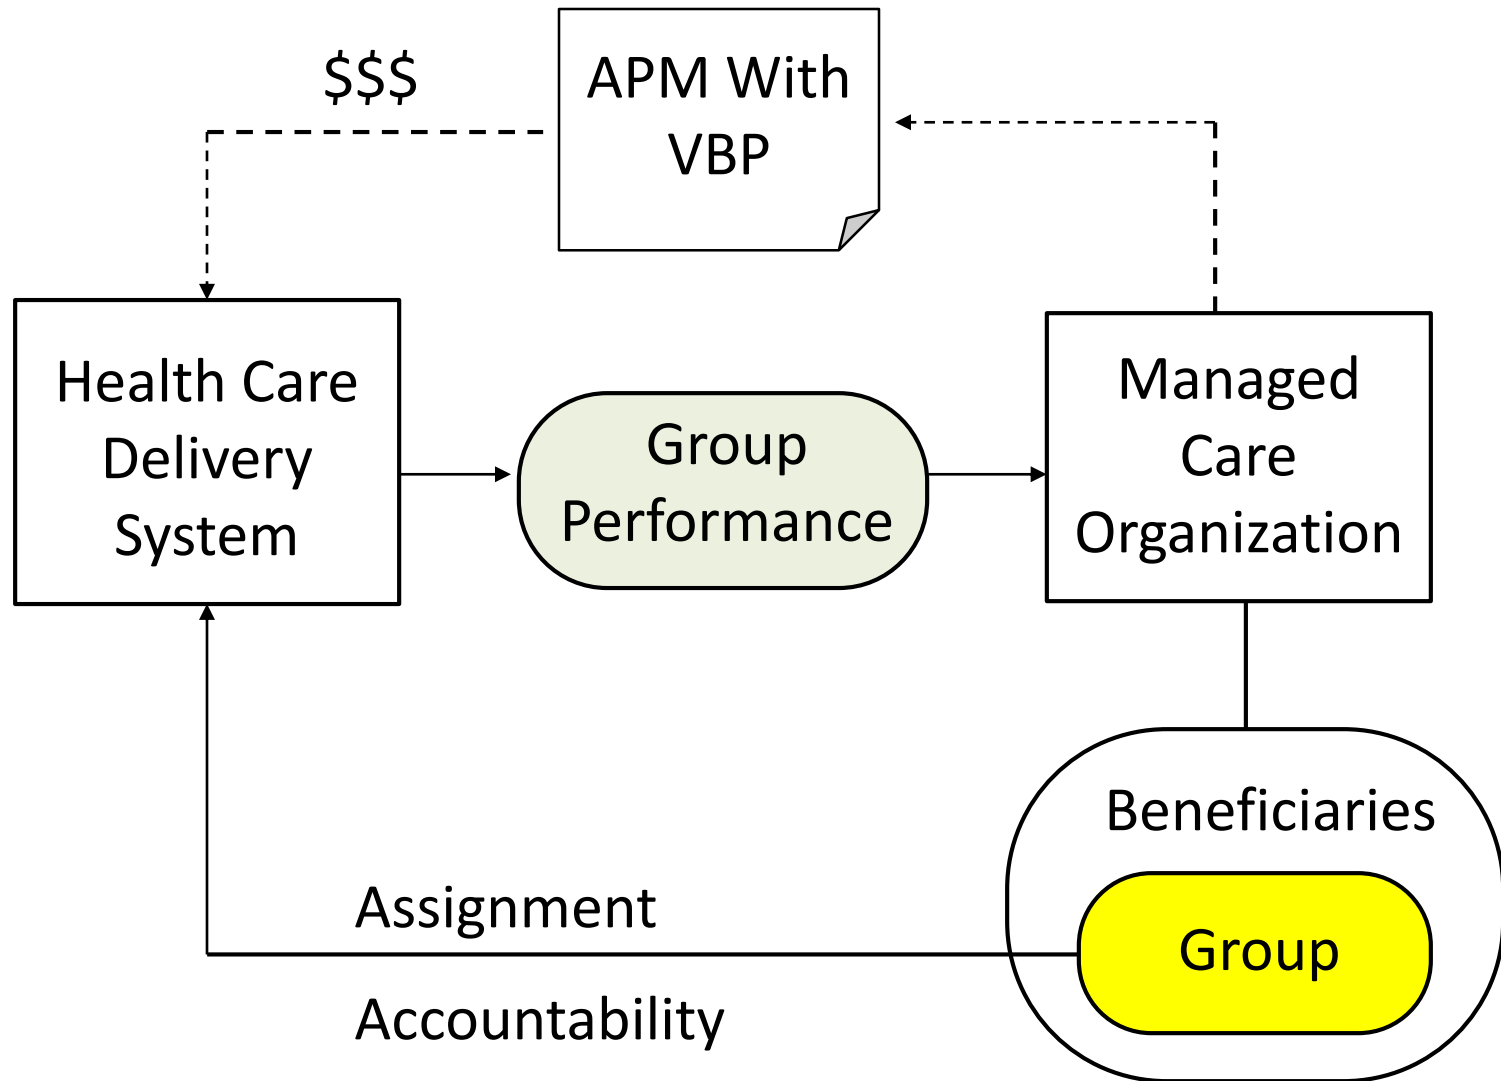 $$$
APM With
VBP
Health Care
Delivery
System
Group
Performance
Managed
Care
Organization
Beneficiaries
Group
Assignment
Accountability